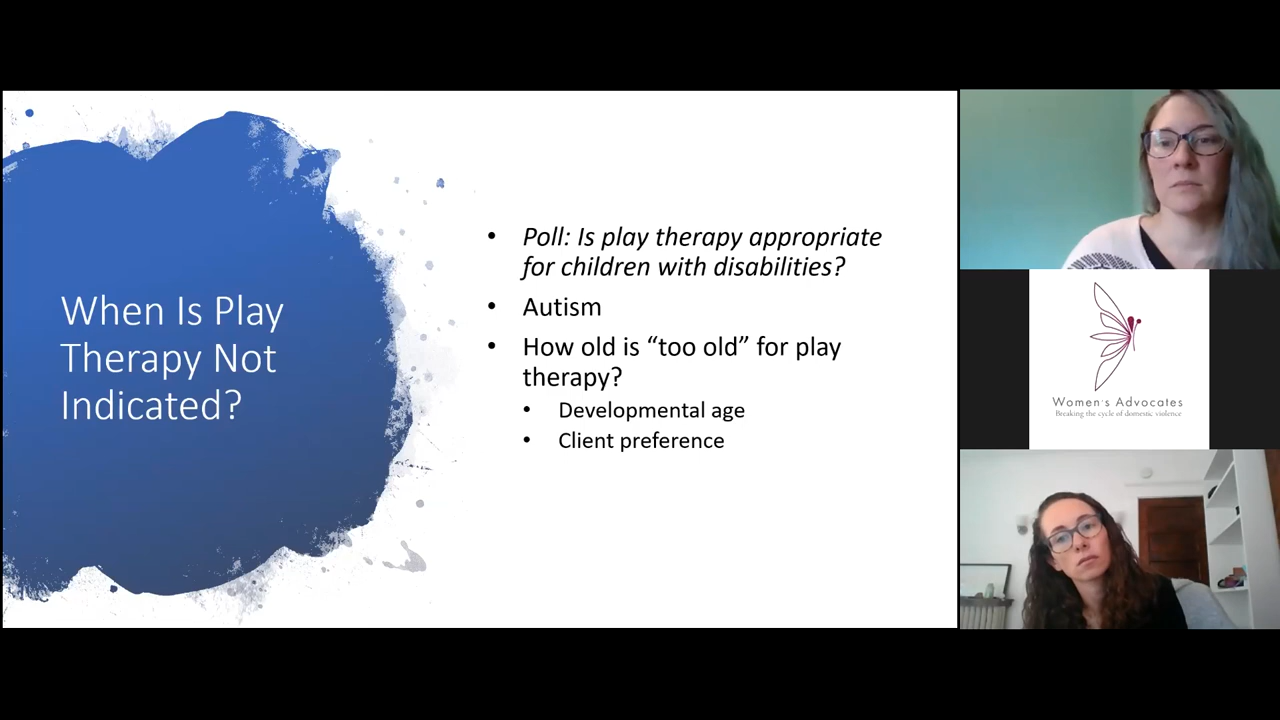 When Is Play
Therapy Not
Indicated?
• Poll: Is play therapy appropriate
for children with disabilities?
• Autism
• How old is “too old” for play
therapy?
• Developmental age
• Client preference
Women's Advocates
Breaking the cycle of domestic violence